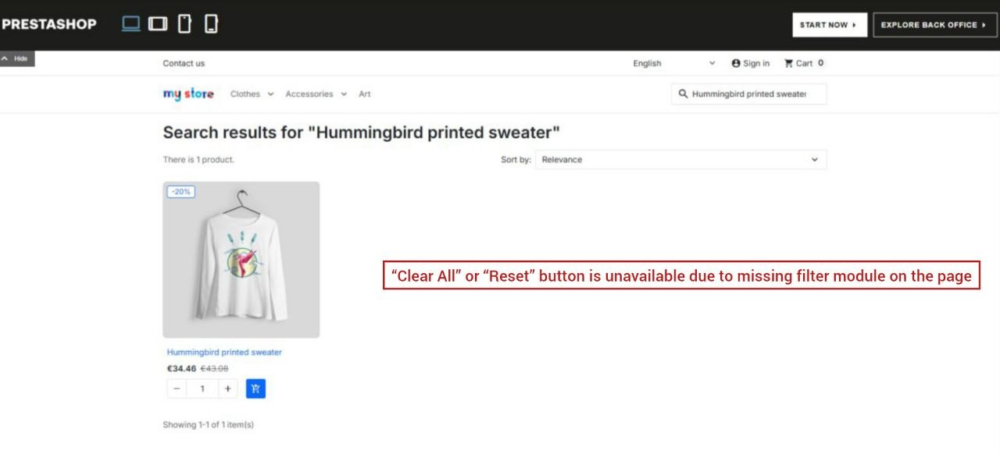 PRESTASHOP
START NOW
EXPLORE BACK OFFICE
Hide
Contact us
English
Sign in
Cart 0
my store
Clothes
Accessories
Art
Hummingbird printed sweater
Search results for "Hummingbird printed sweater"
There is 1 product.
Sort by:
Relevance
-20%
“Clear All” or “Reset” button is unavailable due to missing filter module on the page
Hummingbird printed sweater
€34.46 €43.08
− 1 +
Showing 1-1 of 1 item(s)